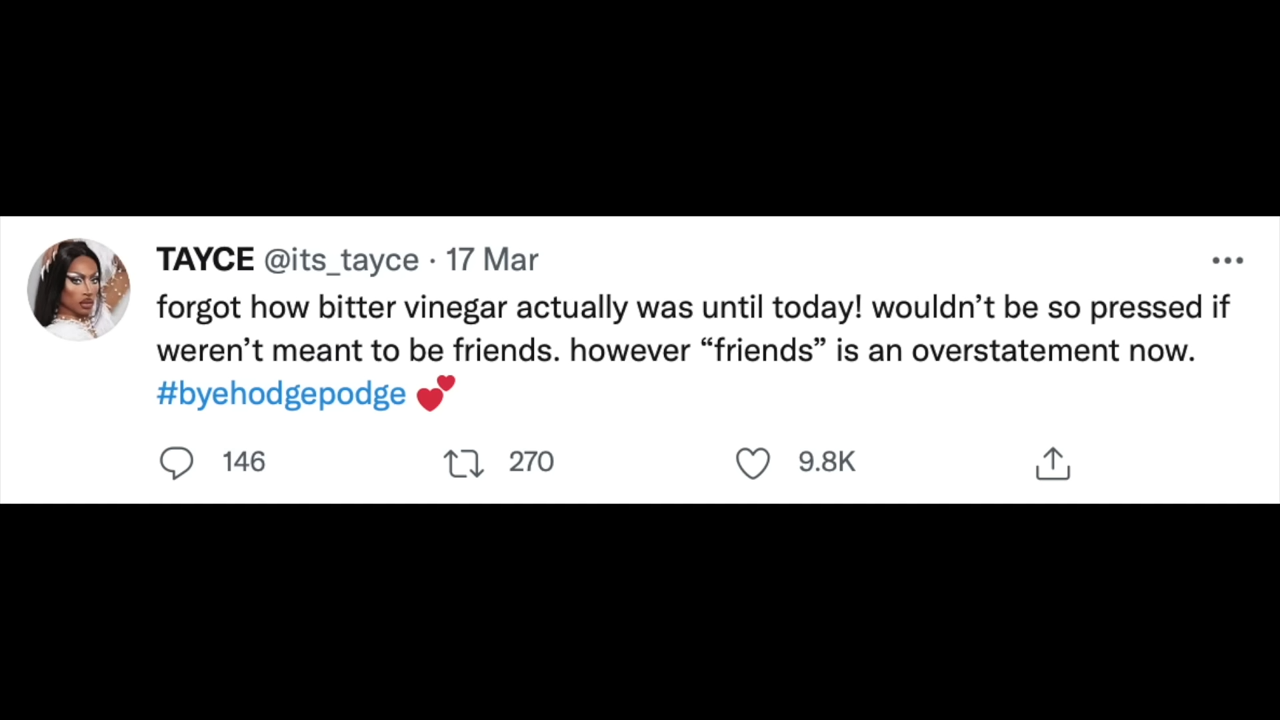 TAYCE @its_tayce · 17 Mar
forgot how bitter vinegar actually was until today! wouldn’t be so pressed if
weren’t meant to be friends. however “friends” is an overstatement now.
#byehodgepodge 💕
146 270 9.8K